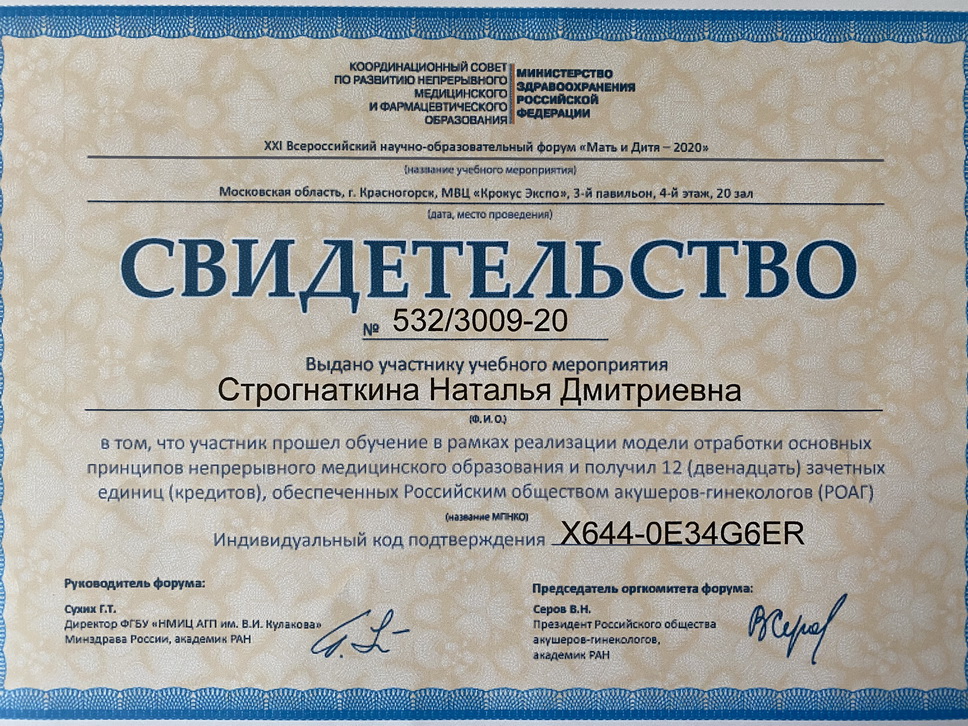 КООРДИНАЦИОННЫЙ СОВЕТ
ПО РАЗВИТИЮ НЕПРЕРЫВНОГО
МЕДИЦИНСКОГО
И ФАРМАЦЕВТИЧЕСКОГО
ОБРАЗОВАНИЯ
МИНИСТЕРСТВО
ЗДРАВООХРАНЕНИЯ
РОССИЙСКОЙ
ФЕДЕРАЦИИ
XXI Всероссийский научно-образовательный форум «Мать и Дитя – 2020»
(название учебного мероприятия)
Московская область, г. Красногорск, МВЦ «Крокус Экспо», 3-й павильон, 4-й этаж, 20 зал
(дата, место проведения)
СВИДЕТЕЛЬСТВО
№ 532/3009-20
Выдано участнику учебного мероприятия
Строгнаткина Наталья Дмитриевна
(Ф.И.О.)
в том, что участник прошел обучение в рамках реализации модели отработки основных
принципов непрерывного медицинского образования и получил 12 (двенадцать) зачетных
единиц (кредитов), обеспеченных Российским обществом акушеров-гинекологов (РОАГ)
(название МПНКО)
Индивидуальный код подтверждения X644-0E34G6ER
Руководитель форума:
Сухих Г.Т.
Директор ФГБУ «НМИЦ АГП им. В.И. Кулакова»
Минздрава России, академик РАН
Председатель оргкомитета форума:
Серов В.Н.
Президент Российского общества
акушеров-гинекологов,
академик РАН
ВСеров